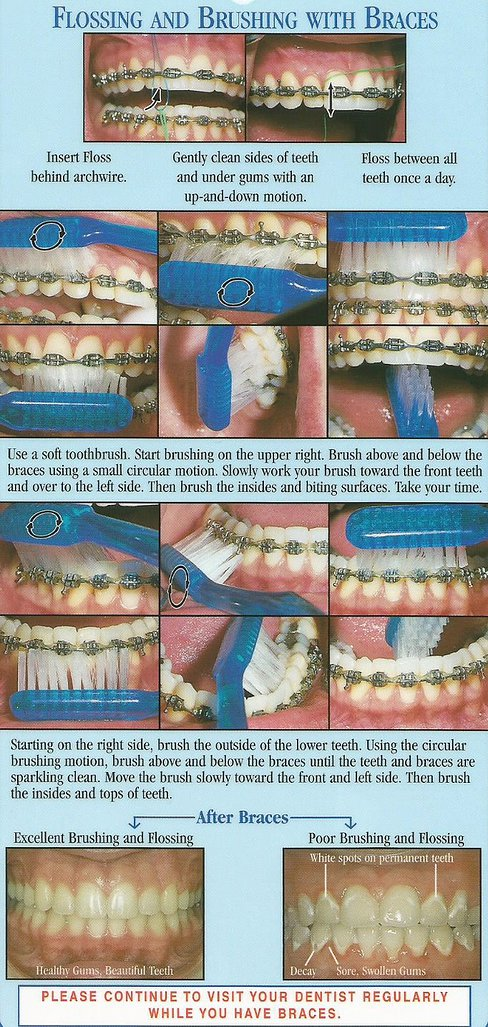 Flossing and Brushing with Braces
Insert Floss
behind archwire.
Gently clean sides of teeth
and under gums with an
up-and-down motion.
Floss between all
teeth once a day.
Use a soft toothbrush. Start brushing on the upper right. Brush above and below the
braces using a small circular motion. Slowly work your brush toward the front teeth
and over to the left side. Then brush the insides and biting surfaces. Take your time.
Starting on the right side, brush the outside of the lower teeth. Using the circular
brushing motion, brush above and below the braces until the teeth and braces are
sparkling clean. Move the brush slowly toward the front and left side. Then brush
the insides and tops of teeth.
After Braces
Excellent Brushing and Flossing
Poor Brushing and Flossing
White spots on permanent teeth
Healthy Gums, Beautiful Teeth
Decay
Sore, Swollen Gums
PLEASE CONTINUE TO VISIT YOUR DENTIST REGULARLY
WHILE YOU HAVE BRACES.